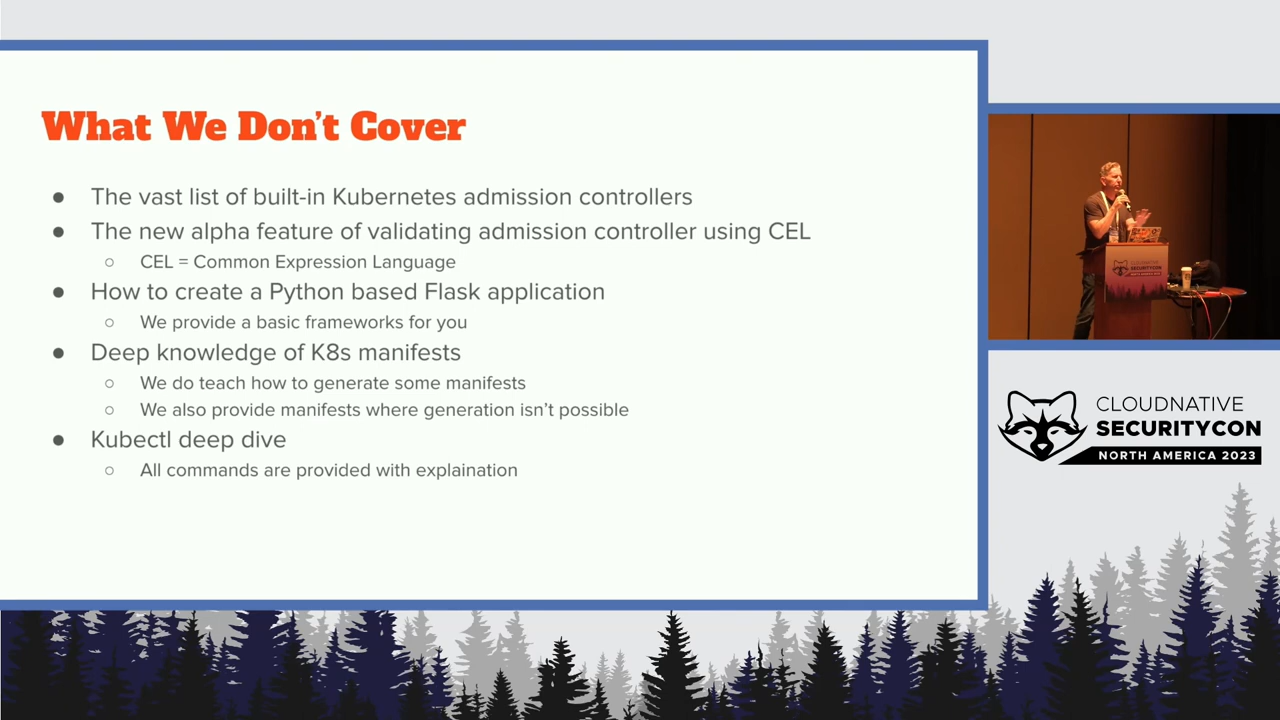 What We Don't Cover
● The vast list of built-in Kubernetes admission controllers
● The new alpha feature of validating admission controller using CEL
○ CEL = Common Expression Language
● How to create a Python based Flask application
○ We provide a basic frameworks for you
● Deep knowledge of K8s manifests
○ We do teach how to generate some manifests
○ We also provide manifests where generation isn't possible
● Kubectl deep dive
○ All commands are provided with explaination
CLOUDNATIVE
SECURITYCON
CLOUDNATIVE
SECURITYCON
NORTH AMERICA 2023